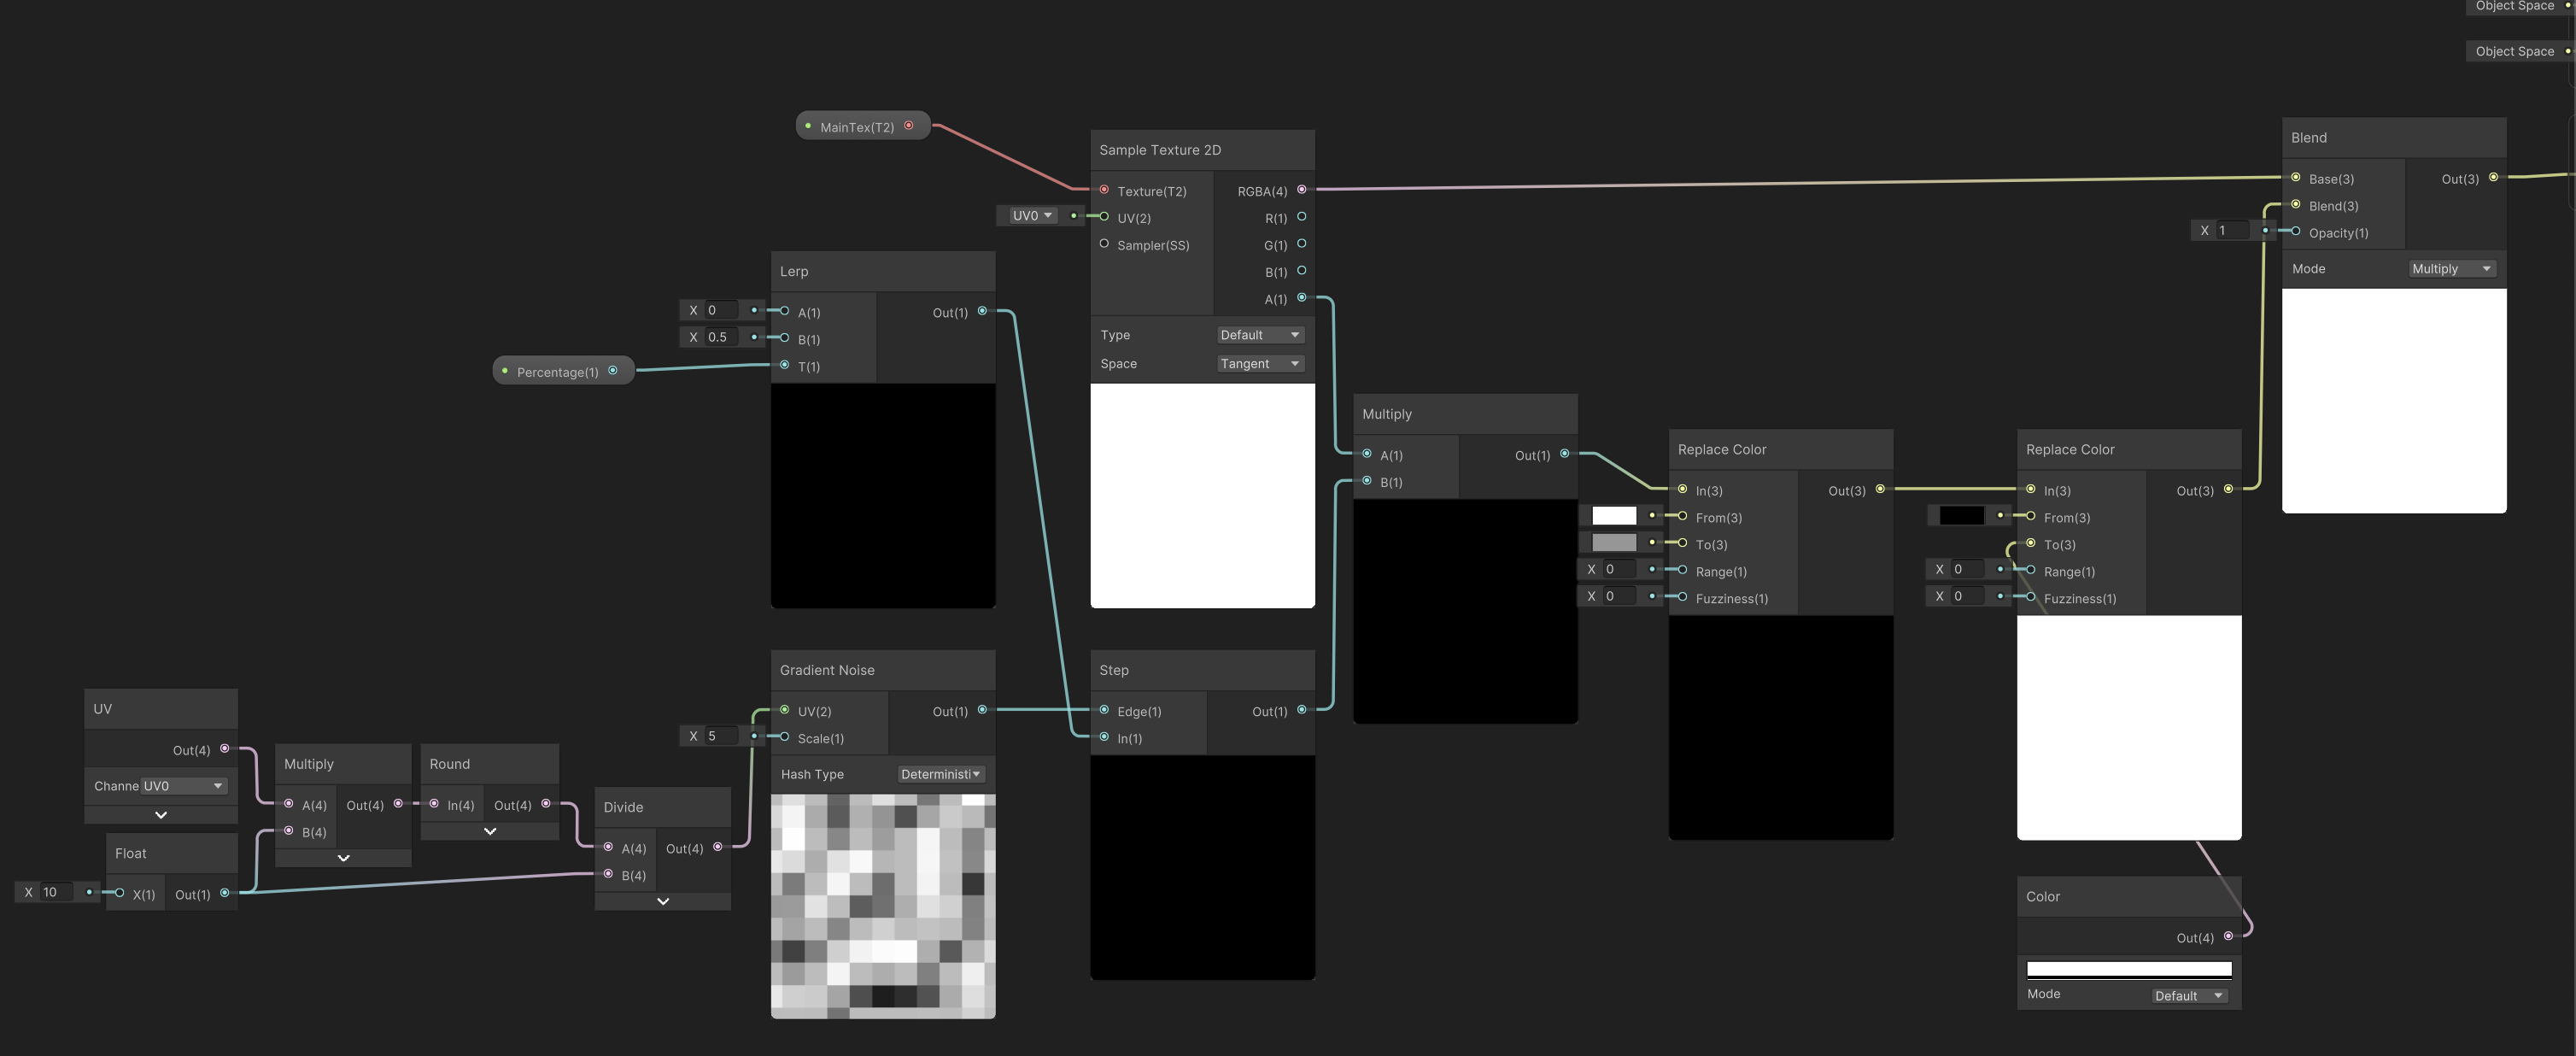 Object Space
Object Space
MainTex(T2)
Sample Texture 2D
Texture(T2) RGBA(4)
UV0 UV(2) R(1)
Sampler(SS) G(1)
B(1)
A(1)
Type Default
Space Tangent
Blend
Base(3) Out(3)
Blend(3)
X 1 Opacity(1)
Mode Multiply
Lerp
X 0 A(1) Out(1)
X 0.5 B(1)
T(1)
Percentage(1)
Multiply
A(1) Out(1)
B(1)
Replace Color
In(3) Out(3)
From(3)
To(3)
X 0 Range(1)
X 0 Fuzziness(1)
Replace Color
In(3) Out(3)
From(3)
To(3)
X 0 Range(1)
X 0 Fuzziness(1)
Gradient Noise
UV(2) Out(1)
X 5 Scale(1)
Hash Type Deterministi
Step
Edge(1) Out(1)
In(1)
UV
Out(4)
Channe UV0
Multiply
A(4) Out(4)
B(4)
Round
In(4) Out(4)
Divide
A(4) Out(4)
B(4)
Float
X 10 X(1) Out(1)
Color
Out(4)
Mode Default